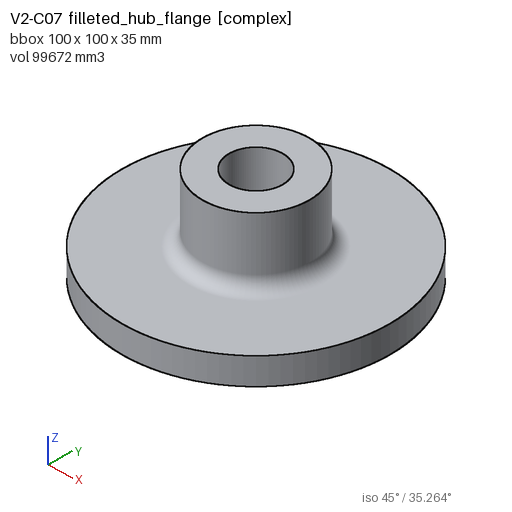 V2-C07 filleted_hub_flange [complex]
bbox 100 x 100 x 35 mm
vol 99672 mm3
Z
Y
X
iso 45° / 35.264°